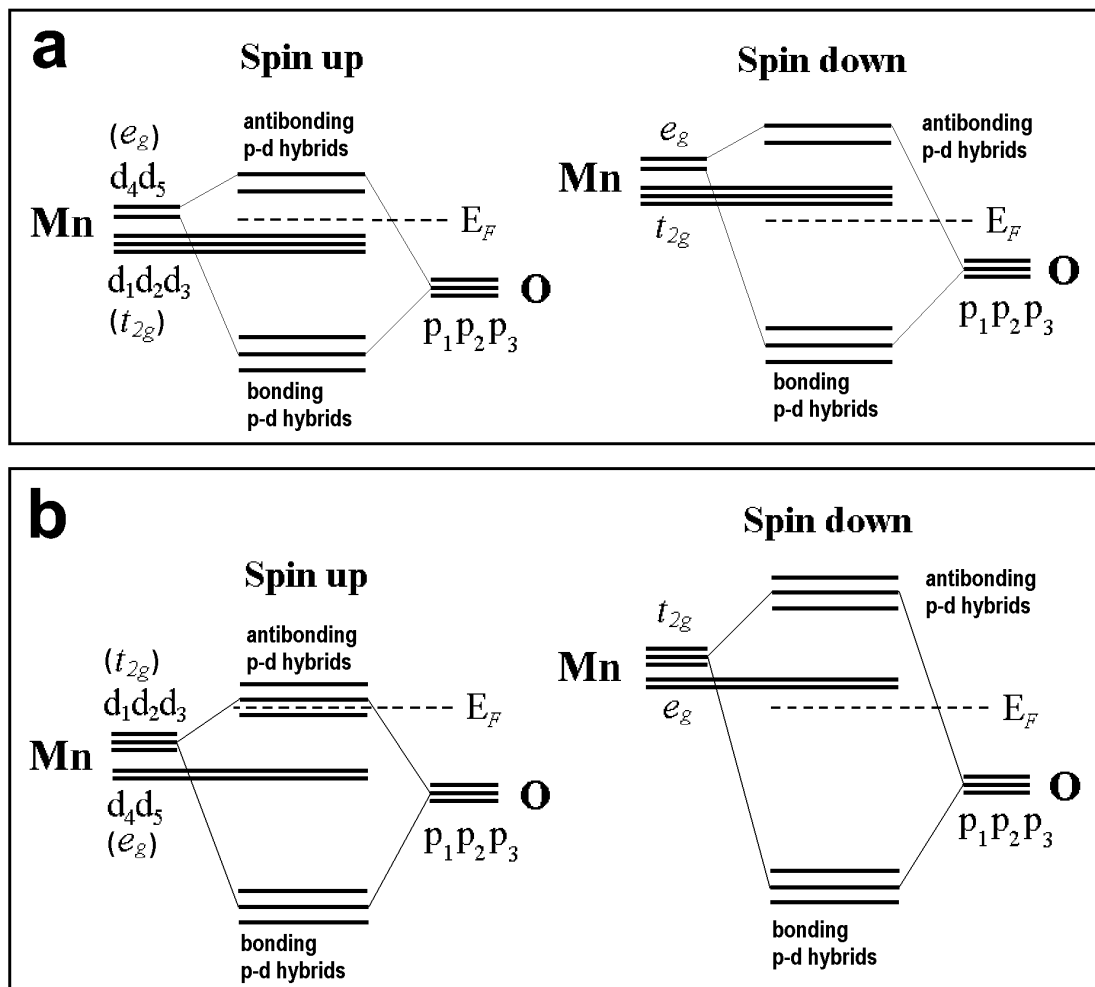 a
Spin up
(e_g)
d₄d₅
Mn
d₁d₂d₃
(t_2g)
antibonding
p-d hybrids
E_F
O
p₁p₂p₃
bonding
p-d hybrids
Spin down
e_g
Mn
t_2g
antibonding
p-d hybrids
E_F
O
p₁p₂p₃
bonding
p-d hybrids
b
Spin up
(t_2g)
d₁d₂d₃
Mn
d₄d₅
(e_g)
antibonding
p-d hybrids
E_F
O
p₁p₂p₃
bonding
p-d hybrids
Spin down
t_2g
Mn
e_g
antibonding
p-d hybrids
E_F
O
p₁p₂p₃
bonding
p-d hybrids